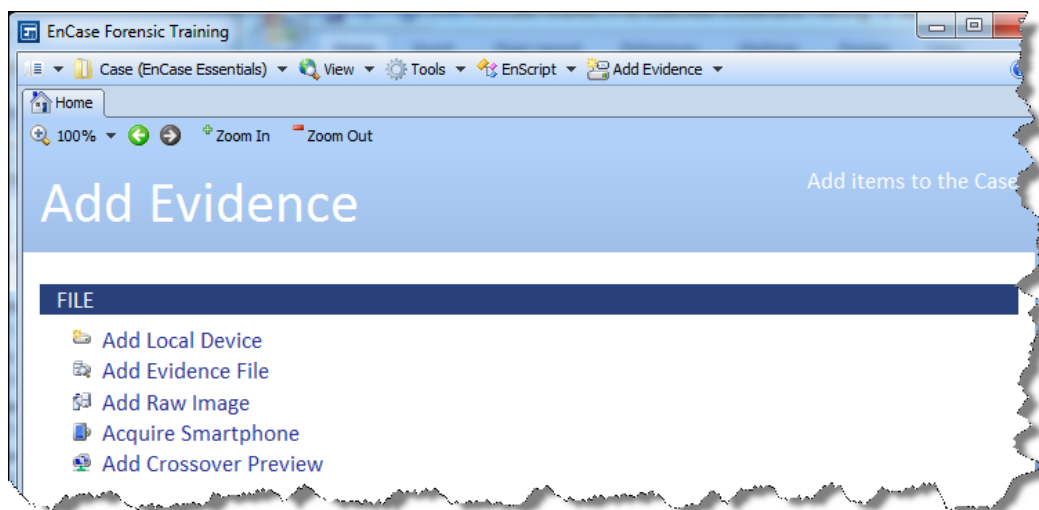 EnCase Forensic Training
Case (EnCase Essentials) View Tools EnScript Add Evidence
Home
100% Zoom In Zoom Out
Add Evidence
Add items to the Case
FILE
Add Local Device
Add Evidence File
Add Raw Image
Acquire Smartphone
Add Crossover Preview